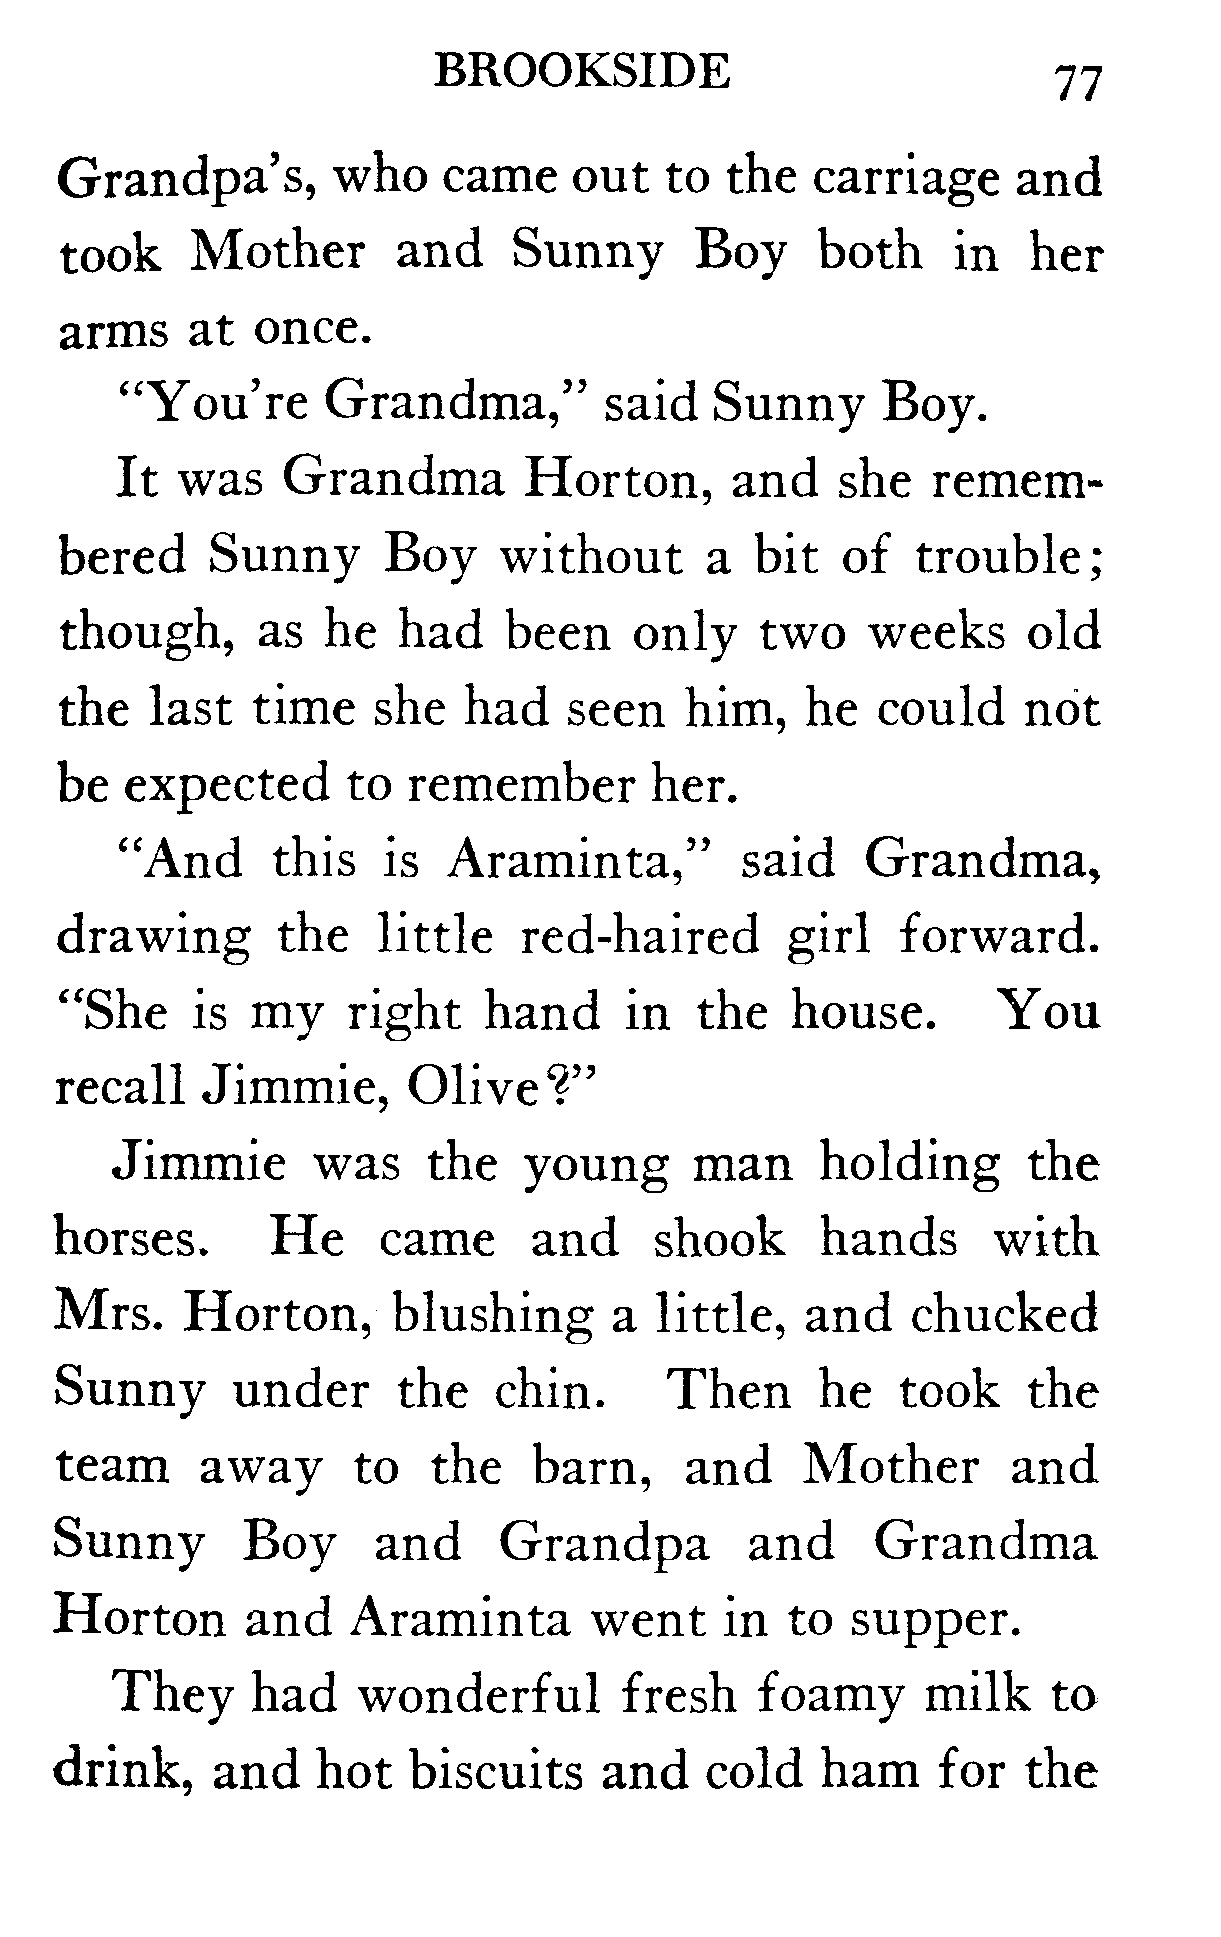 BROOKSIDE 77
Grandpa's, who came out to the carriage and
took Mother and Sunny Boy both in her
arms at once.
"You're Grandma," said Sunny Boy.
It was Grandma Horton, and she remem-
bered Sunny Boy without a bit of trouble;
though, as he had been only two weeks old
the last time she had seen him, he could not
be expected to remember her.
"And this is Araminta," said Grandma,
drawing the little red-haired girl forward.
"She is my right hand in the house. You
recall Jimmie, Olive?"
Jimmie was the young man holding the
horses. He came and shook hands with
Mrs. Horton, blushing a little, and chucked
Sunny under the chin. Then he took the
team away to the barn, and Mother and
Sunny Boy and Grandpa and Grandma
Horton and Araminta went in to supper.
They had wonderful fresh foamy milk to
drink, and hot biscuits and cold ham for the